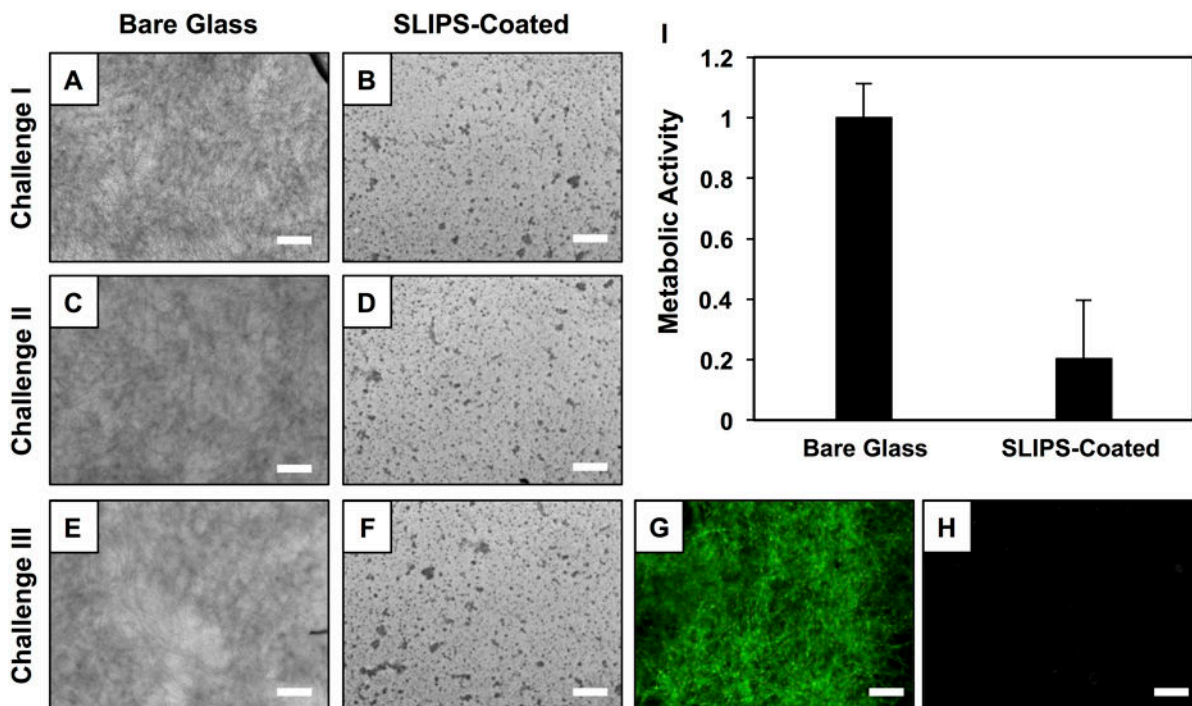 Bare Glass
SLIPS-Coated
Challenge I
A
B
Challenge II
C
D
Challenge III
E
F
G
H
I
Metabolic Activity
1.2
1
0.8
0.6
0.4
0.2
0
Bare Glass
SLIPS-Coated